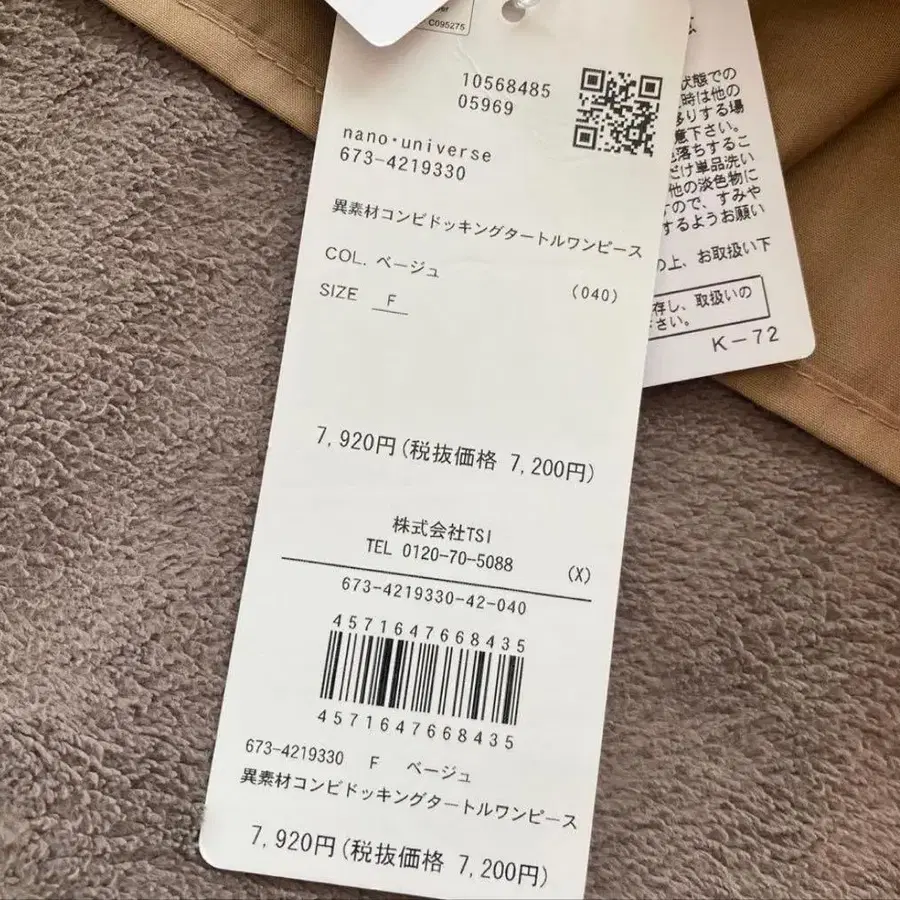 C095275
10568485
05969
nano・universe
673-4219330
異素材コンビドッキングタートルワンピース
COL. ベージュ (040)
SIZE F
7,920円(税抜価格 7,200円)
株式会社TSI
TEL 0120-70-5088 (X)
673-4219330-42-040
4571647668435
4571647668435
673-4219330 F ベージュ
異素材コンビドッキングタートルワンピース
7,920円(税抜価格 7,200円)
状態での
時は他の
移りする場
意下さい。
色落ちするこ
だけ単品洗い
他の淡色物に
ので、すみや
するようお願い
の上、お取扱い下
存し、取扱いの
さい。
K-72